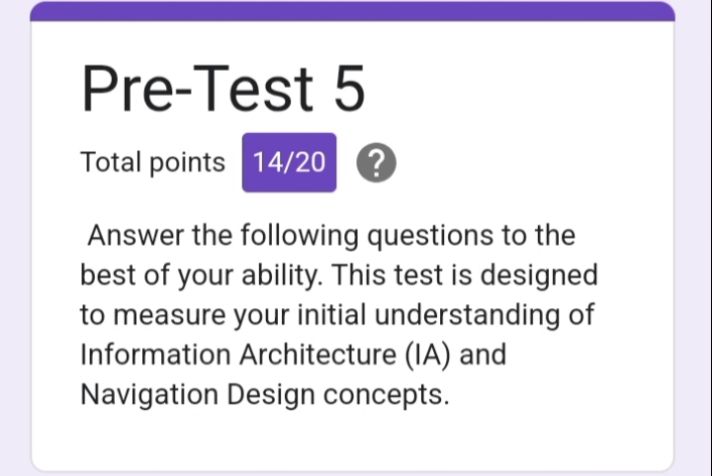 Pre-Test 5
Total points 14/20 ?
Answer the following questions to the
best of your ability. This test is designed
to measure your initial understanding of
Information Architecture (IA) and
Navigation Design concepts.